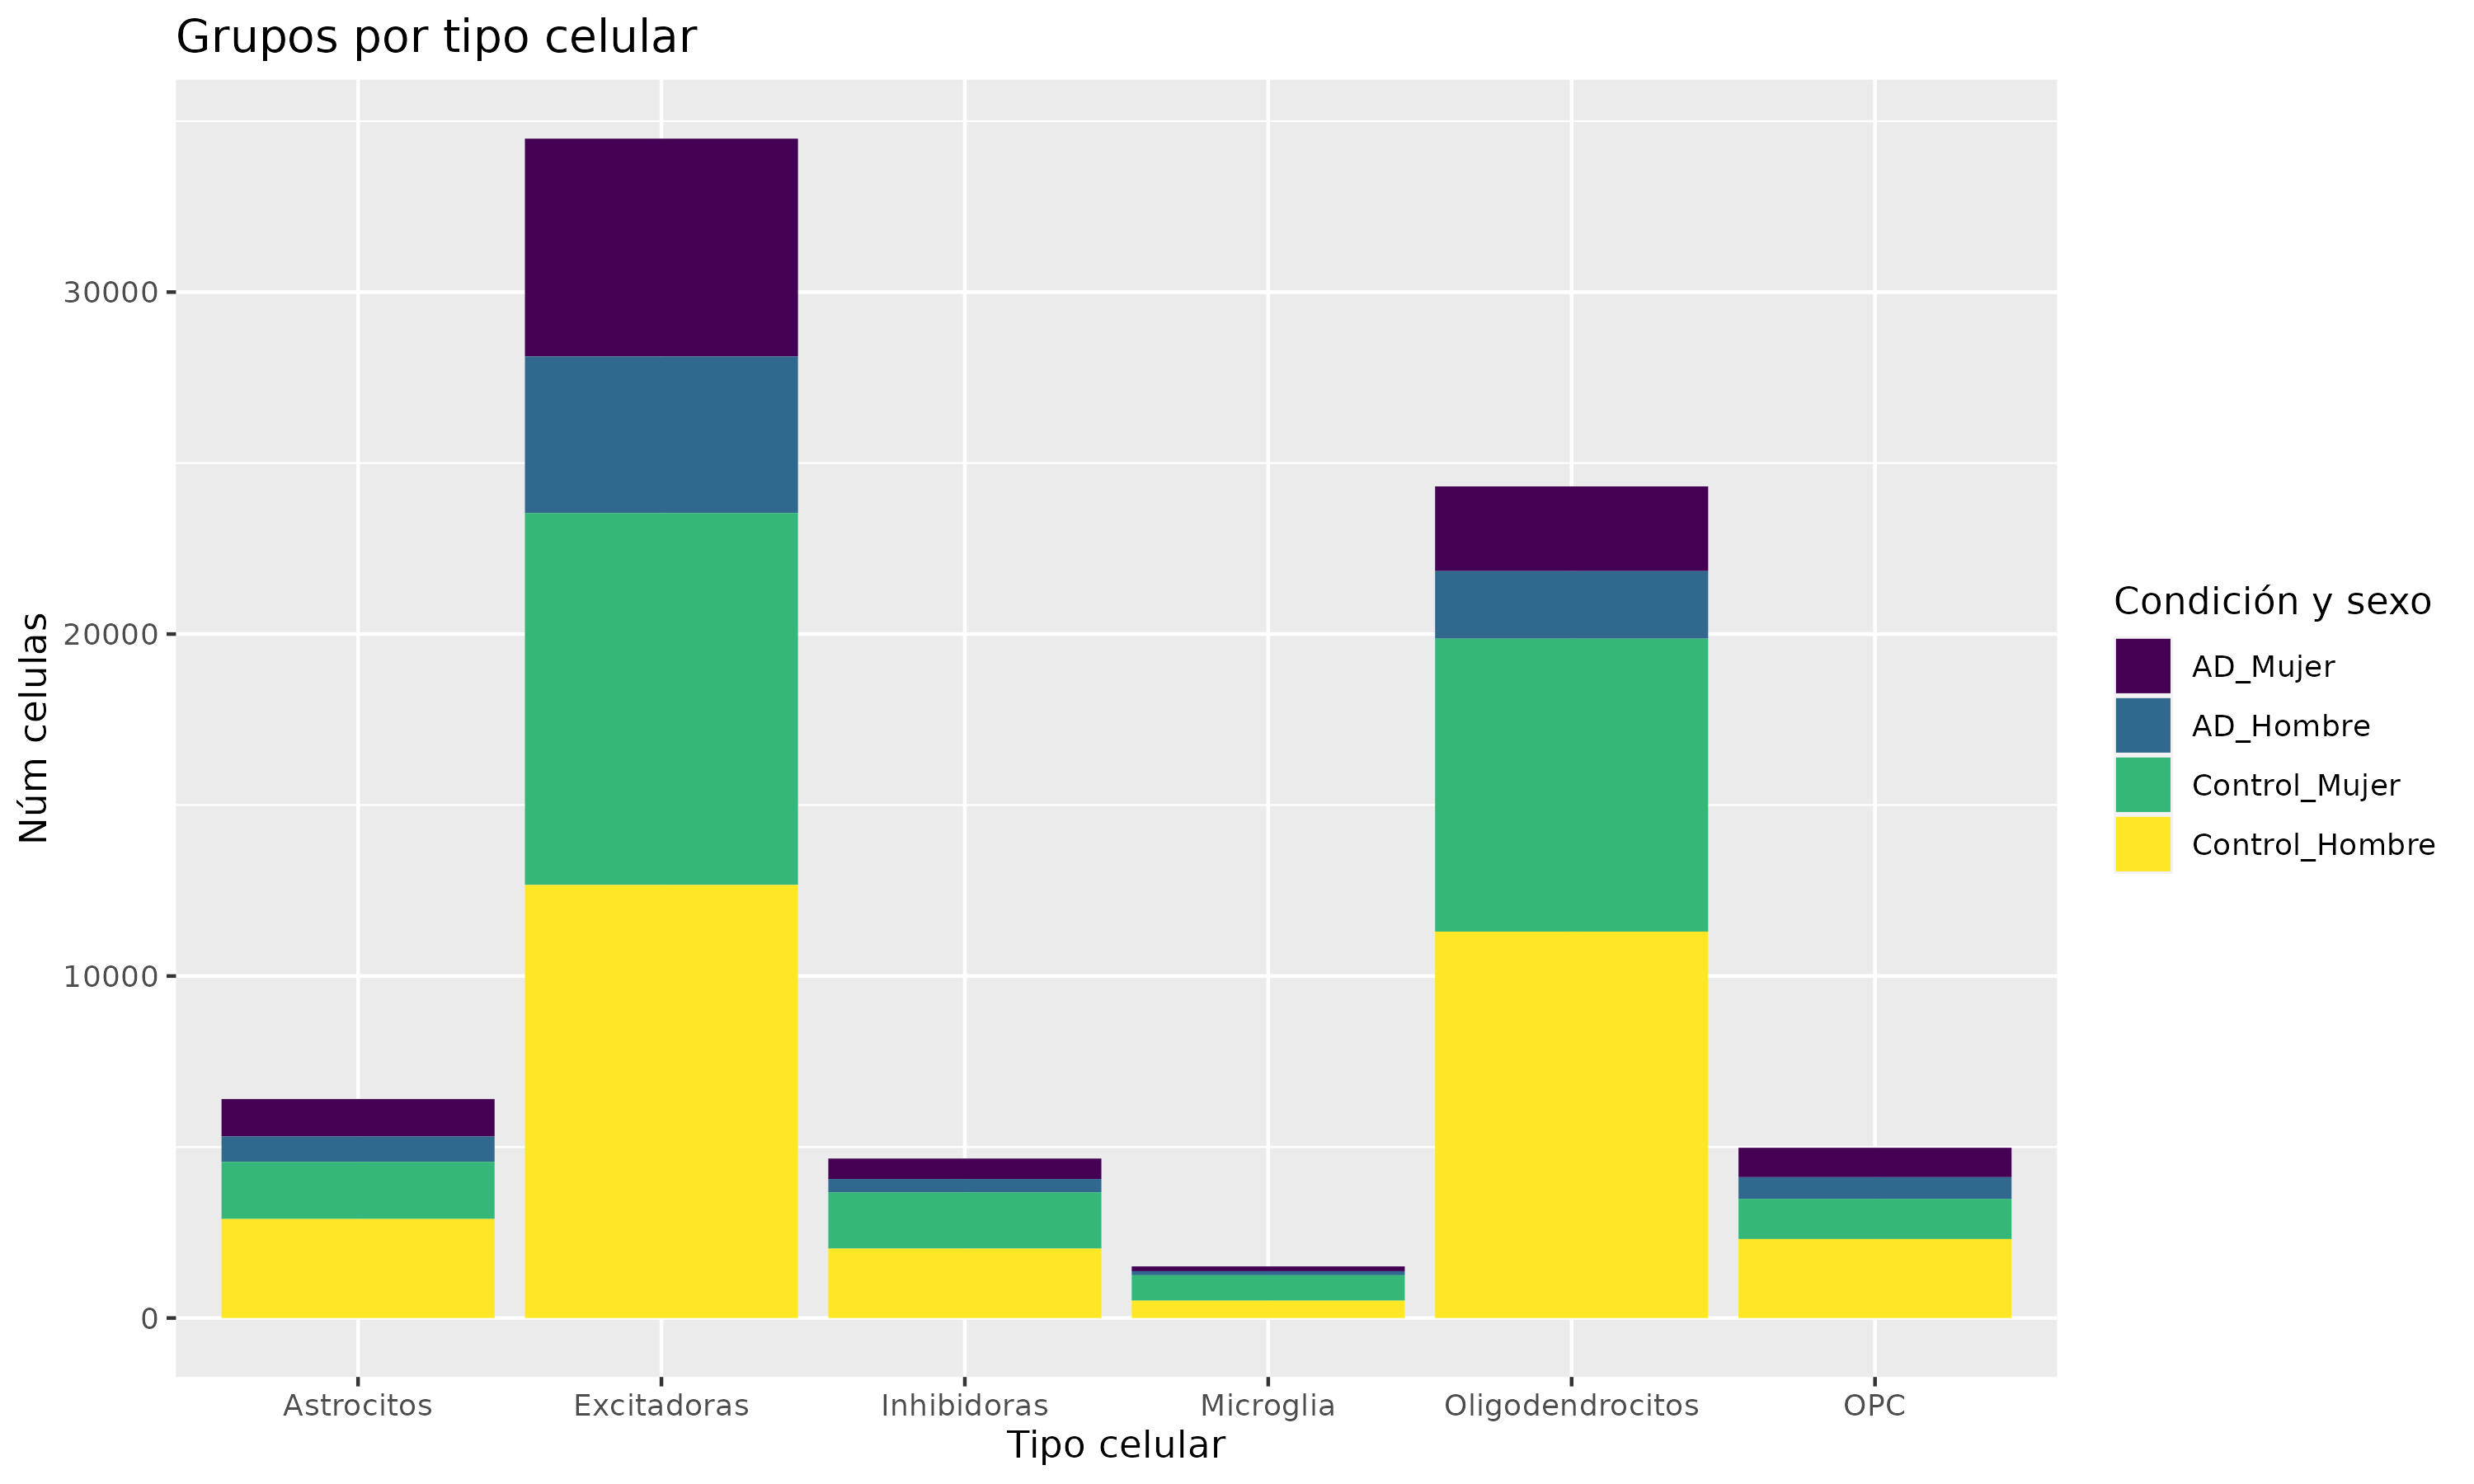 Grupos por tipo celular
Núm celulas
30000
20000
10000
0
Astrocitos
Excitadoras
Inhibidoras
Microglia
Oligodendrocitos
OPC
Tipo celular
Condición y sexo
AD_Mujer
AD_Hombre
Control_Mujer
Control_Hombre